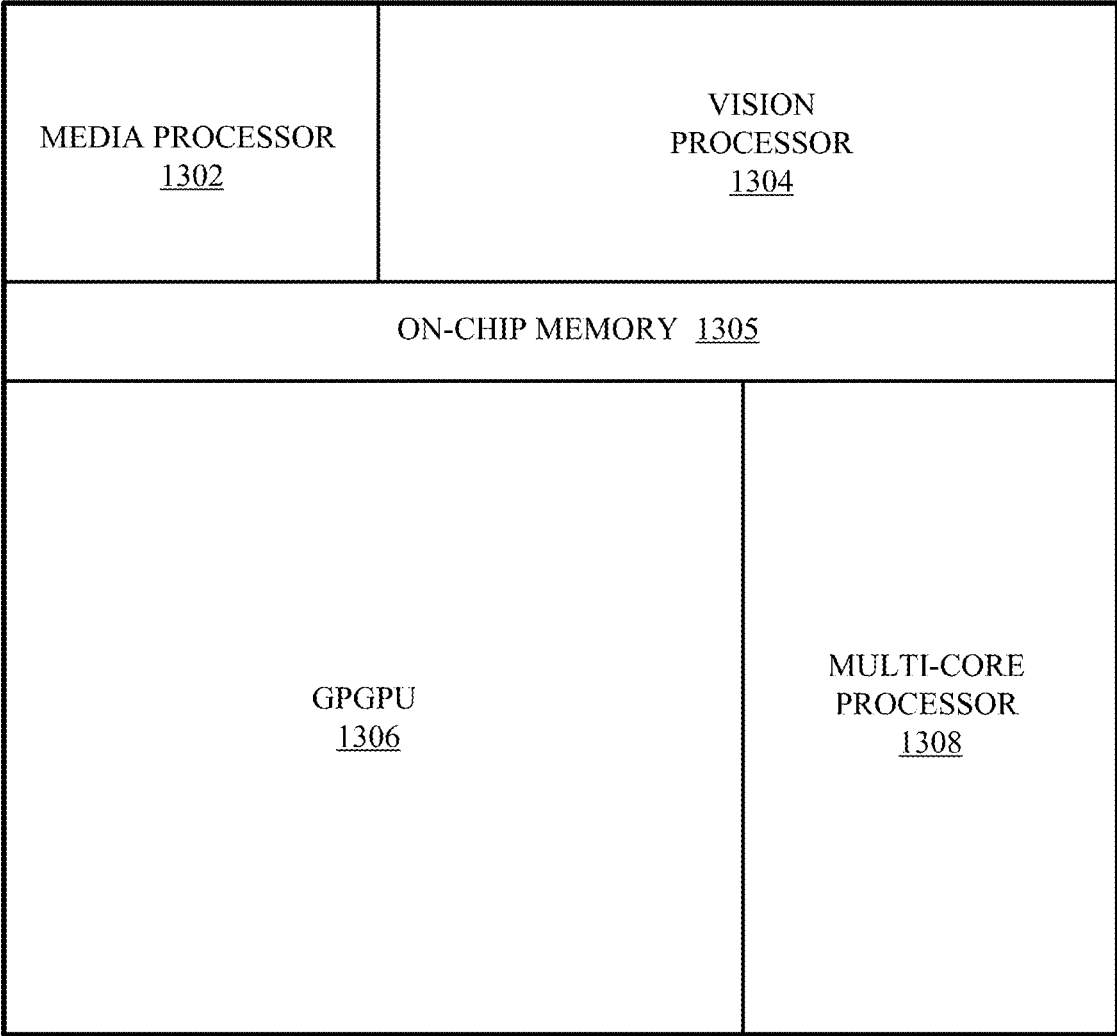 MEDIA PROCESSOR
1302
VISION
PROCESSOR
1304
ON-CHIP MEMORY 1305
GPGPU
1306
MULTI-CORE
PROCESSOR
1308